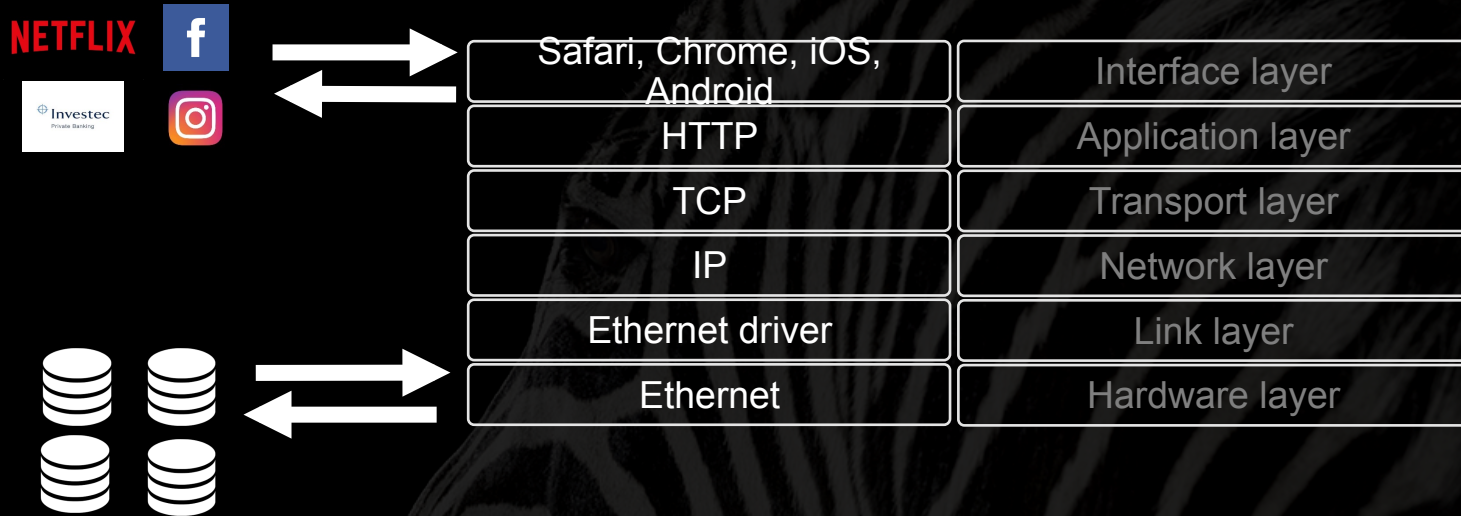 NETFLIX
f
Investec
Private Banking
Safari, Chrome, iOS,
Android
Interface layer
HTTP
Application layer
TCP
Transport layer
IP
Network layer
Ethernet driver
Link layer
Ethernet
Hardware layer